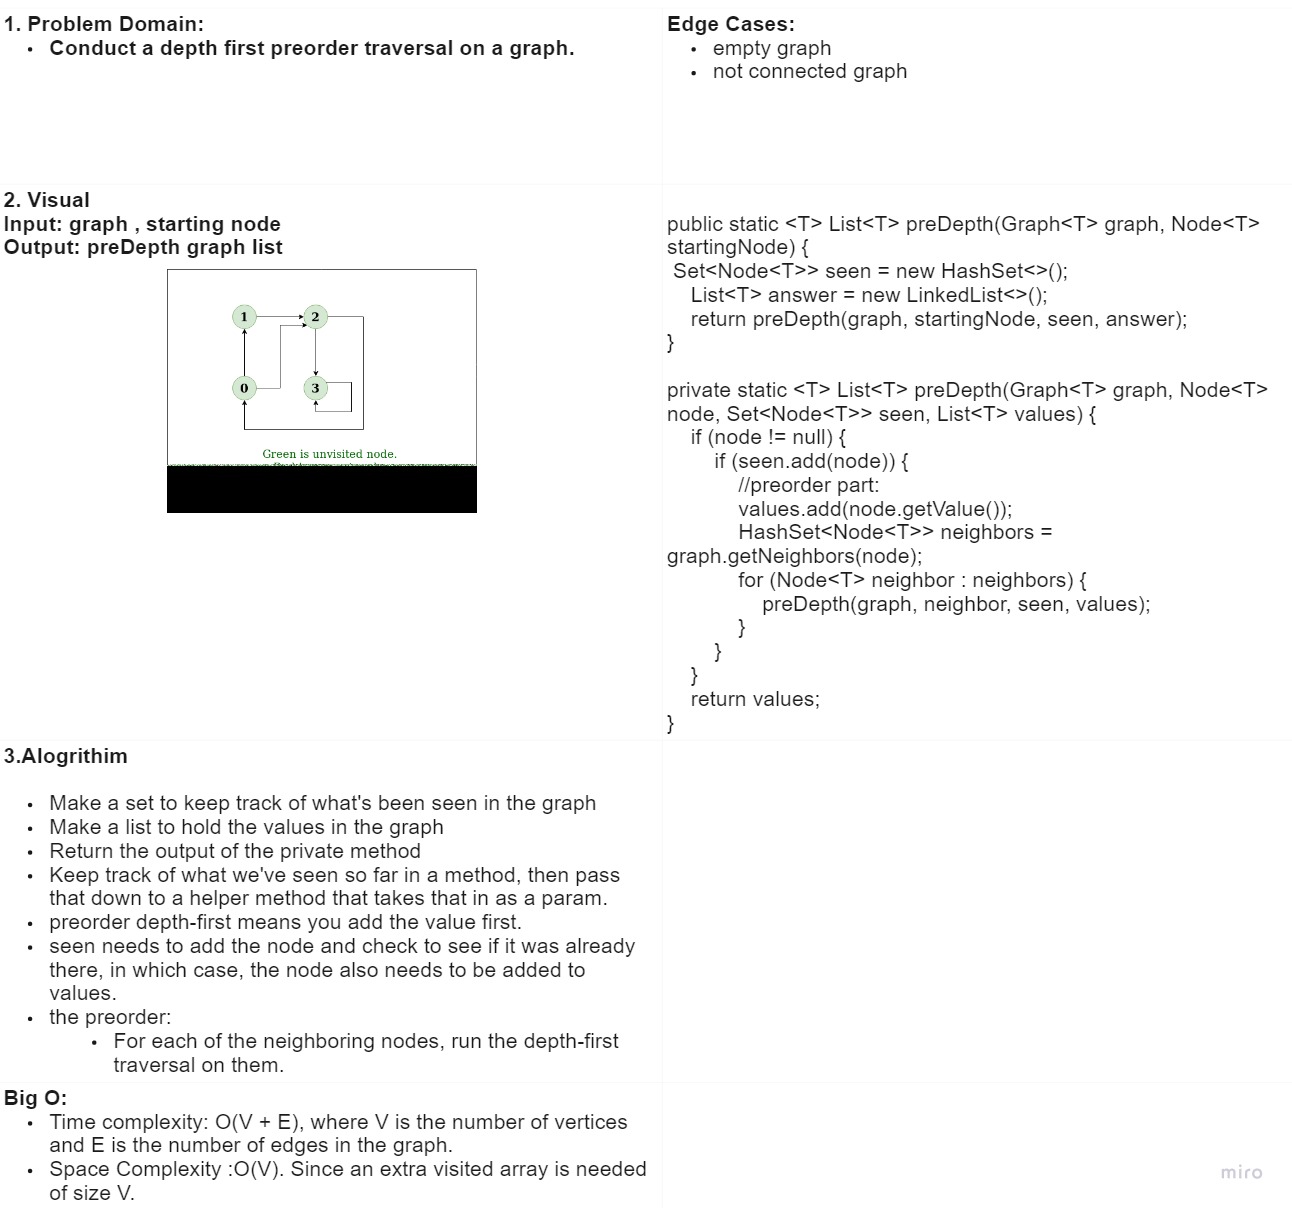 1. Problem Domain:
• Conduct a depth first preorder traversal on a graph.
Edge Cases:
• empty graph
• not connected graph
2. Visual
Input: graph , starting node
Output: preDepth graph list
1
2
0
3
Green is unvisited node.
public static <T> List<T> preDepth(Graph<T> graph, Node<T>
startingNode) {
Set<Node<T>> seen = new HashSet<>();
List<T> answer = new LinkedList<>();
return preDepth(graph, startingNode, seen, answer);
}
private static <T> List<T> preDepth(Graph<T> graph, Node<T>
node, Set<Node<T>> seen, List<T> values) {
if (node != null) {
if (seen.add(node)) {
//preorder part:
values.add(node.getValue());
HashSet<Node<T>> neighbors =
graph.getNeighbors(node);
for (Node<T> neighbor : neighbors) {
preDepth(graph, neighbor, seen, values);
}
}
}
return values;
}
3.Alogrithim
• Make a set to keep track of what's been seen in the graph
• Make a list to hold the values in the graph
• Return the output of the private method
• Keep track of what we've seen so far in a method, then pass
that down to a helper method that takes that in as a param.
• preorder depth-first means you add the value first.
• seen needs to add the node and check to see if it was already
there, in which case, the node also needs to be added to
values.
• the preorder:
• For each of the neighboring nodes, run the depth-first
traversal on them.
Big O:
• Time complexity: O(V + E), where V is the number of vertices
and E is the number of edges in the graph.
• Space Complexity :O(V). Since an extra visited array is needed
of size V.
miro